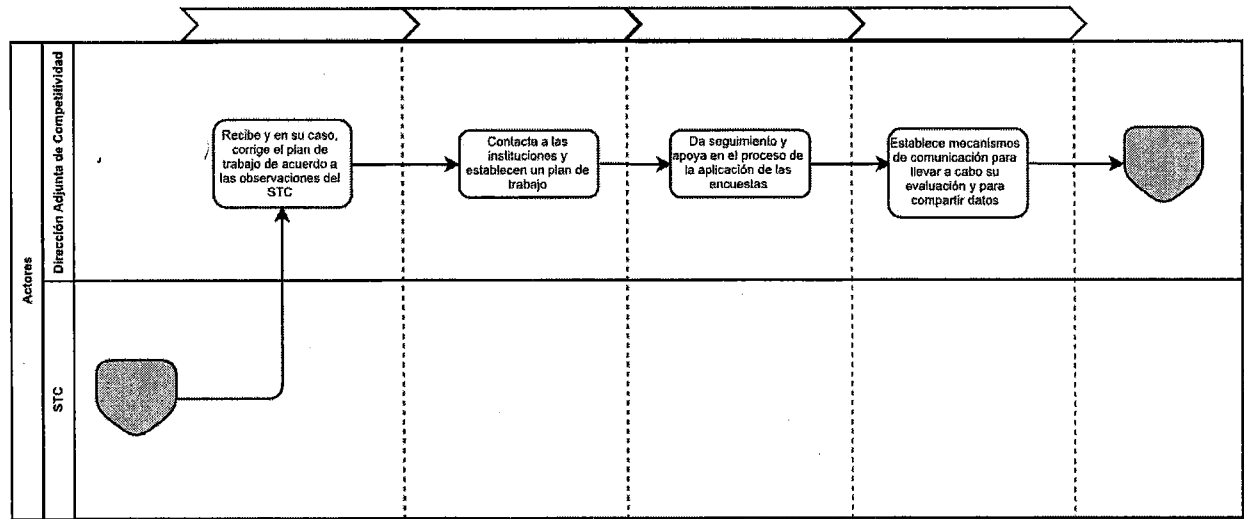 Actores
Dirección Adjunta de Competitividad
STC
Recibe y en su caso,
corrige el plan de
trabajo de acuerdo a
las observaciones del
STC
Contacta a las
instituciones y
establecen un plan de
trabajo
Da seguimiento y
apoya en el proceso de
la aplicación de las
encuestas
Establece mecanismos
de comunicación para
llevar a cabo su
evaluación y para
compartir datos